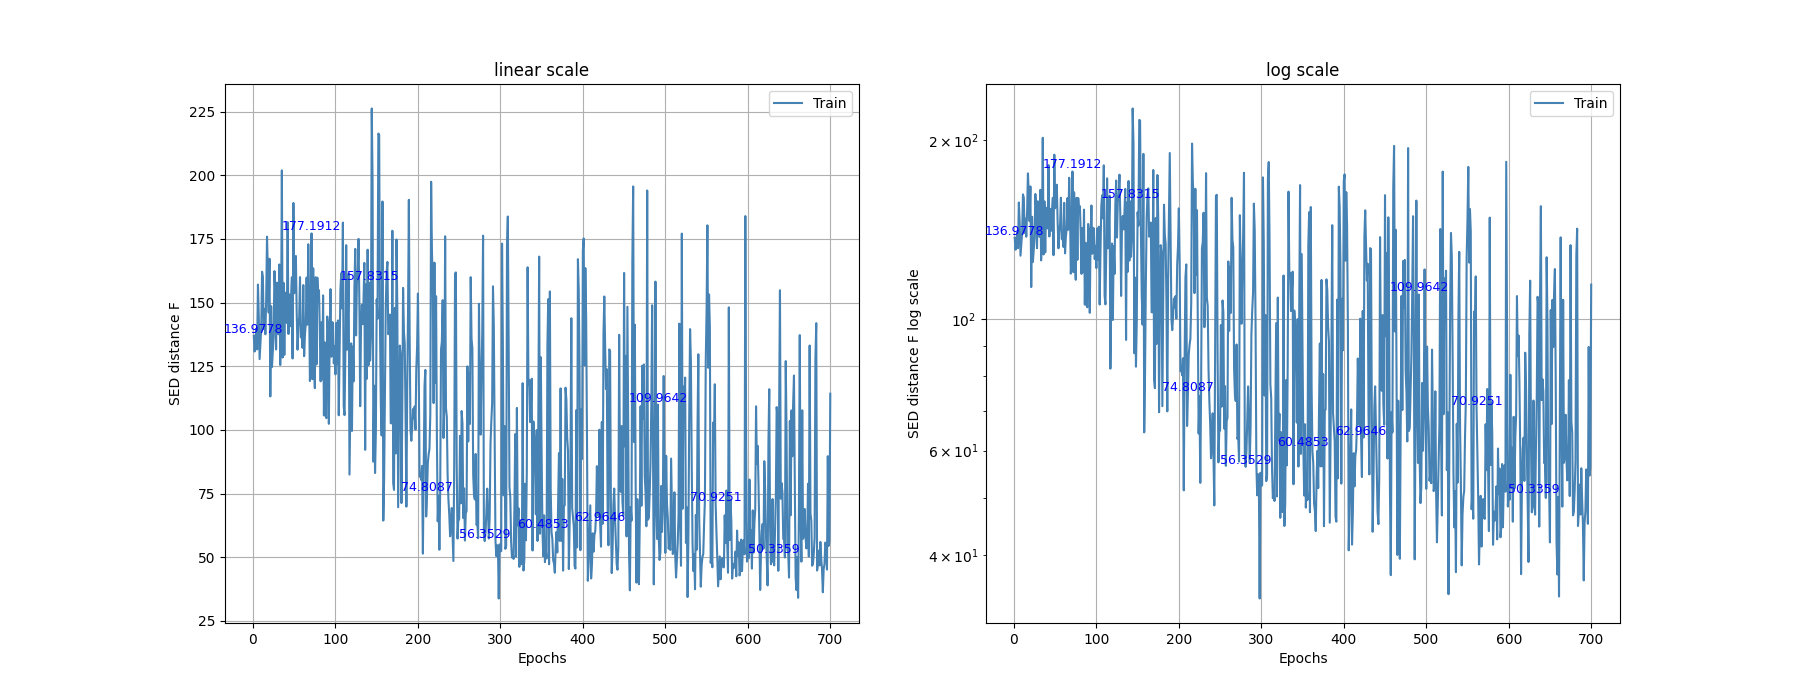 linear scale
Train
SED distance F
225
200
175
150
125
100
75
50
25
136.9778
177.1912
157.8315
74.8087
56.3529
60.4853
62.9646
109.9642
70.9251
50.3359
0 100 200 300 400 500 600 700
Epochs
log scale
Train
SED distance F log scale
2 × 10²
10²
6 × 10¹
4 × 10¹
136.9778
177.1912
157.8315
74.8087
56.3529
60.4853
62.9646
109.9642
70.9251
50.3359
0 100 200 300 400 500 600 700
Epochs